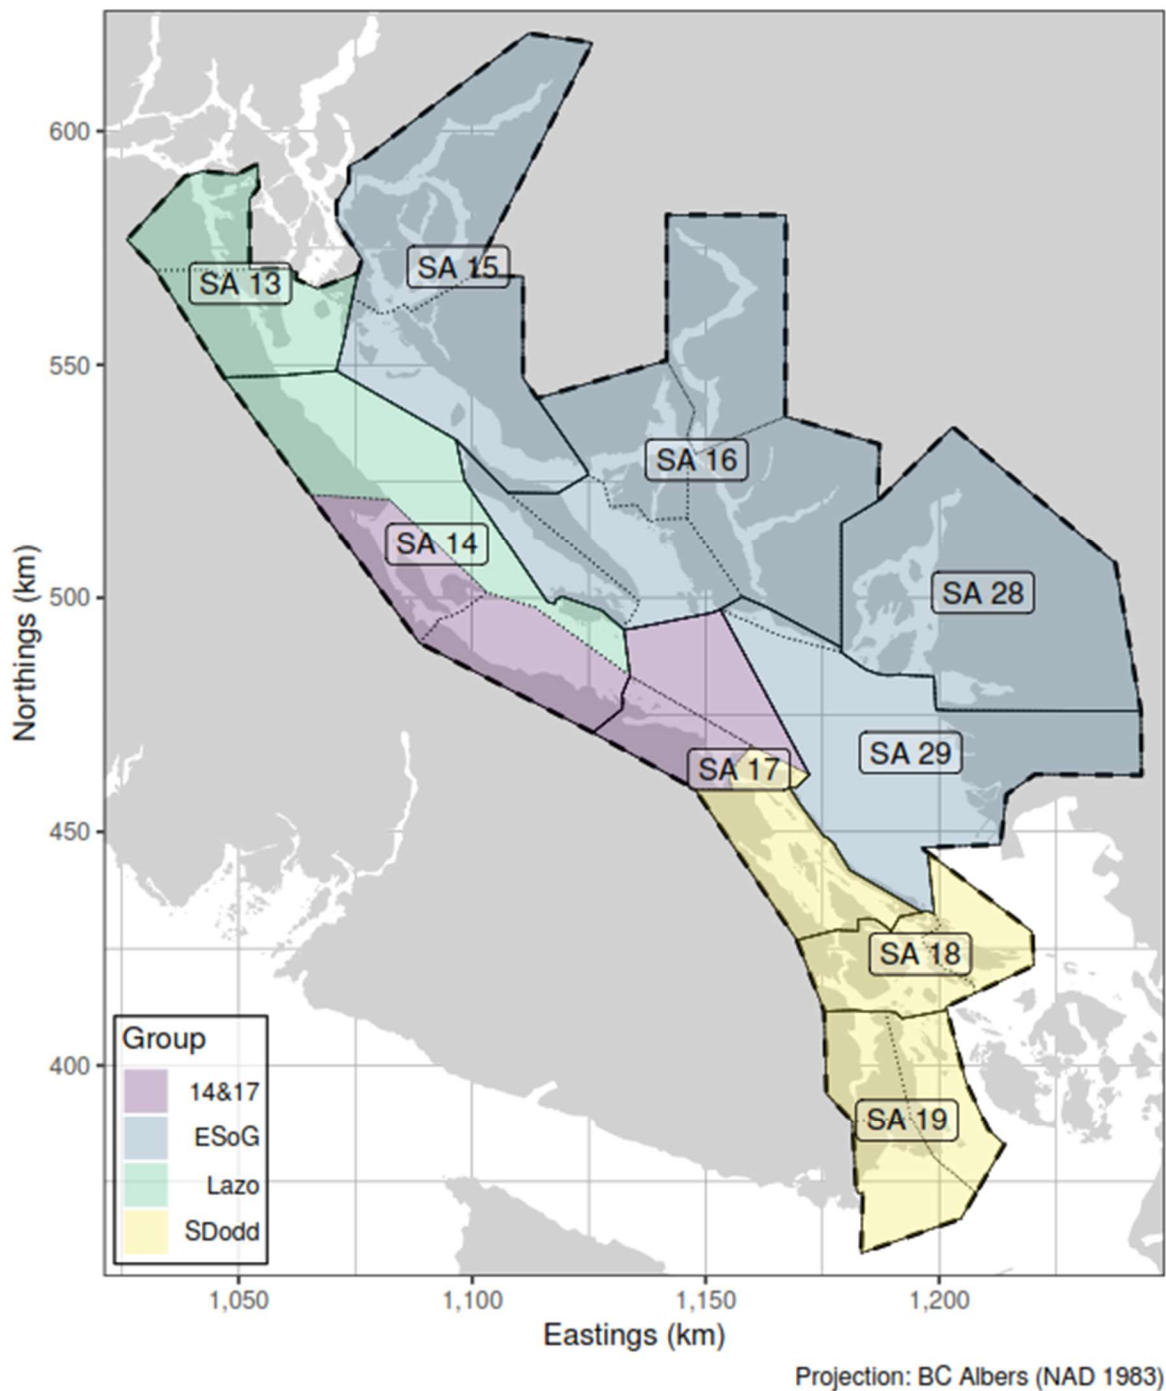 600
550
500
450
400
Northings (km)
SA 13
SA 15
SA 16
SA 14
SA 28
SA 29
SA 17
SA 18
SA 19
Group
14&17
ESoG
Lazo
SDodd
1,050
1,100
1,150
1,200
Eastings (km)
Projection: BC Albers (NAD 1983)